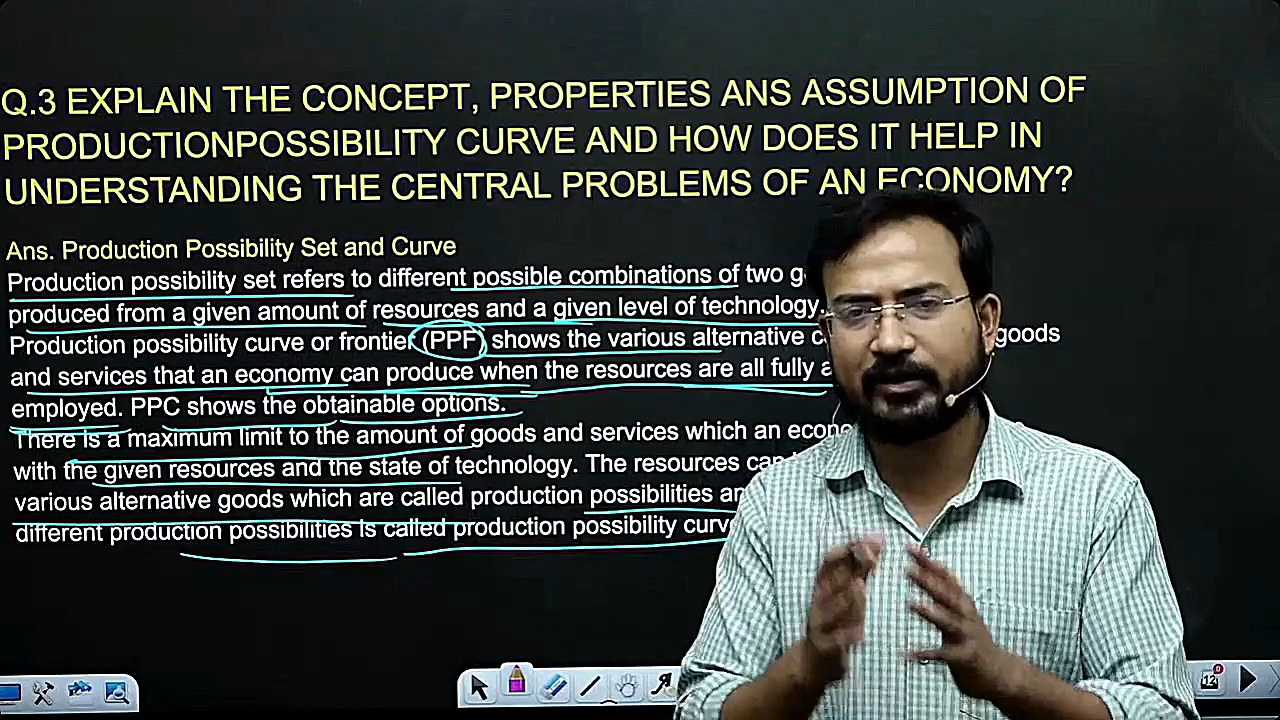 Q.3 EXPLAIN THE CONCEPT, PROPERTIES ANS ASSUMPTION OF
PRODUCTIONPOSSIBILITY CURVE AND HOW DOES IT HELP IN
UNDERSTANDING THE CENTRAL PROBLEMS OF AN ECONOMY?
Ans. Production Possibility Set and Curve
Production possibility set refers to different possible combinations of two
produced from a given amount of resources and a given level of technology.
Production possibility curve or frontier (PPF) shows the various alternative goods
and services that an economy can produce when the resources are all fully
employed. PPC shows the obtainable options.
There is a maximum limit to the amount of goods and services which an
with the given resources and the state of technology. The resources
various alternative goods which are called production possibilities
different production possibilities is called production possibility
12